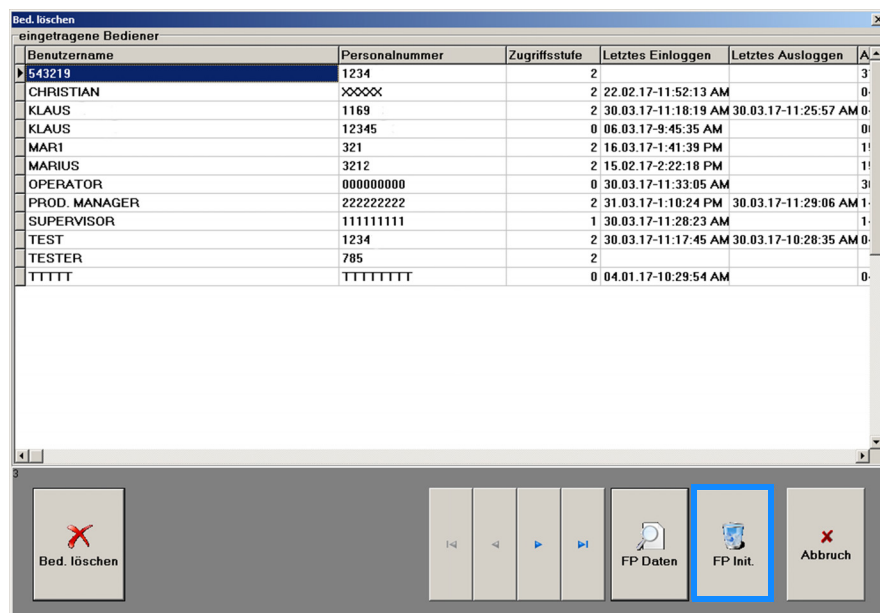 Bed. löschen
eingetragene Bediener
Benutzername Personalnummer Zugriffsstufe Letztes Einloggen Letztes Ausloggen
543219 1234 2
CHRISTIAN XXXXX 2 22.02.17-11:52:13 AM
KLAUS 1169 2 30.03.17-11:18:19 AM 30.03.17-11:25:57 AM
KLAUS 12345 0 06.03.17-9:45:35 AM
MAR1 321 2 16.03.17-1:41:39 PM
MARIUS 3212 2 15.02.17-2:22:18 PM
OPERATOR 000000000 0 30.03.17-11:33:05 AM
PROD. MANAGER 222222222 2 31.03.17-1:10:24 PM 30.03.17-11:29:06 AM
SUPERVISOR 111111111 1 30.03.17-11:28:23 AM
TEST 1234 2 30.03.17-11:17:45 AM 30.03.17-10:28:35 AM
TESTER 785 2
TTTTT TTTTTTTT 0 04.01.17-10:29:54 AM
3
Bed. löschen FP Daten FP Init. Abbruch